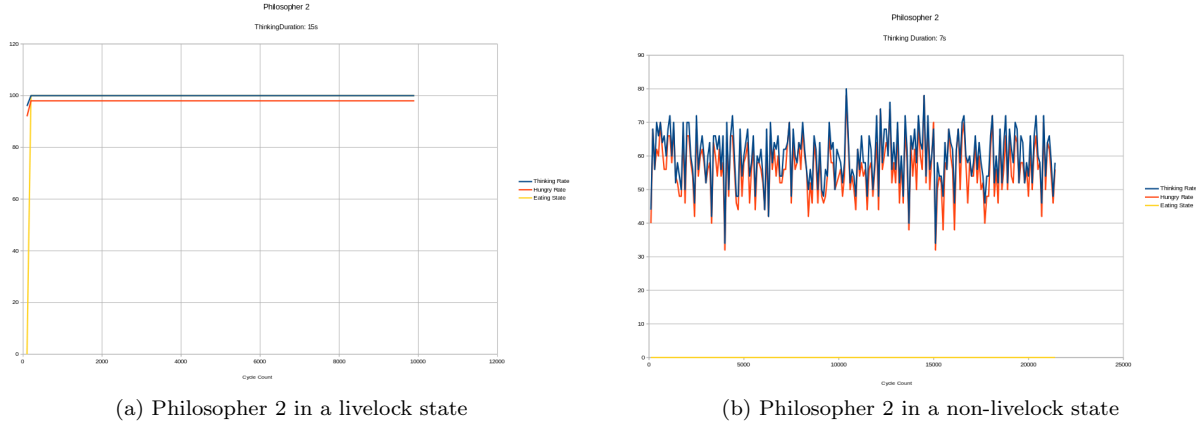 Philosopher 2
ThinkingDuration: 15s
120
100
80
60
40
20
0
0 2000 4000 6000 8000 10000 12000
Cycle Count
Thinking Rate
Hungry Rate
Eating State
(a) Philosopher 2 in a livelock state
Philosopher 2
Thinking Duration: 7s
90
80
70
60
50
40
30
20
10
0
0 5000 10000 15000 20000 25000
Cycle Count
Thinking Rate
Hungry Rate
Eating State
(b) Philosopher 2 in a non-livelock state